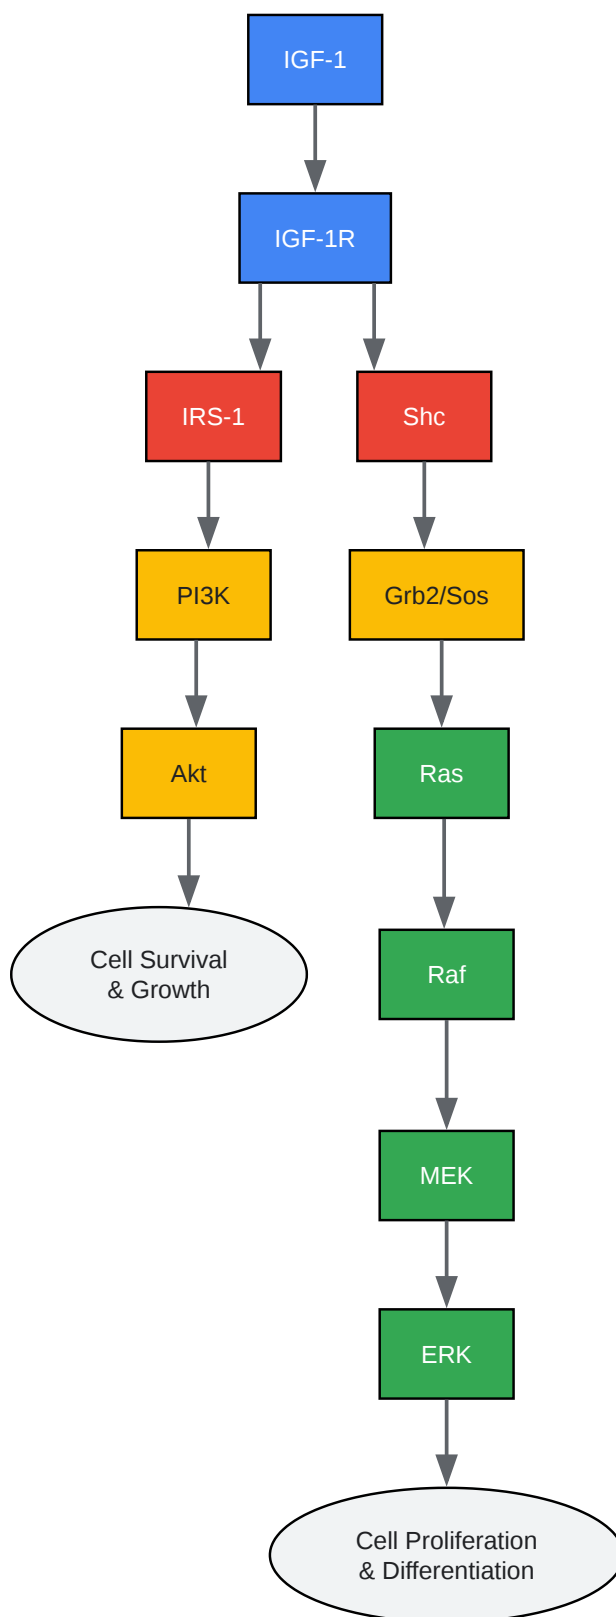 IGF-1
IGF-1R
IRS-1
Shc
PI3K
Grb2/Sos
Akt
Ras
Cell Survival
& Growth
Raf
MEK
ERK
Cell Proliferation
& Differentiation